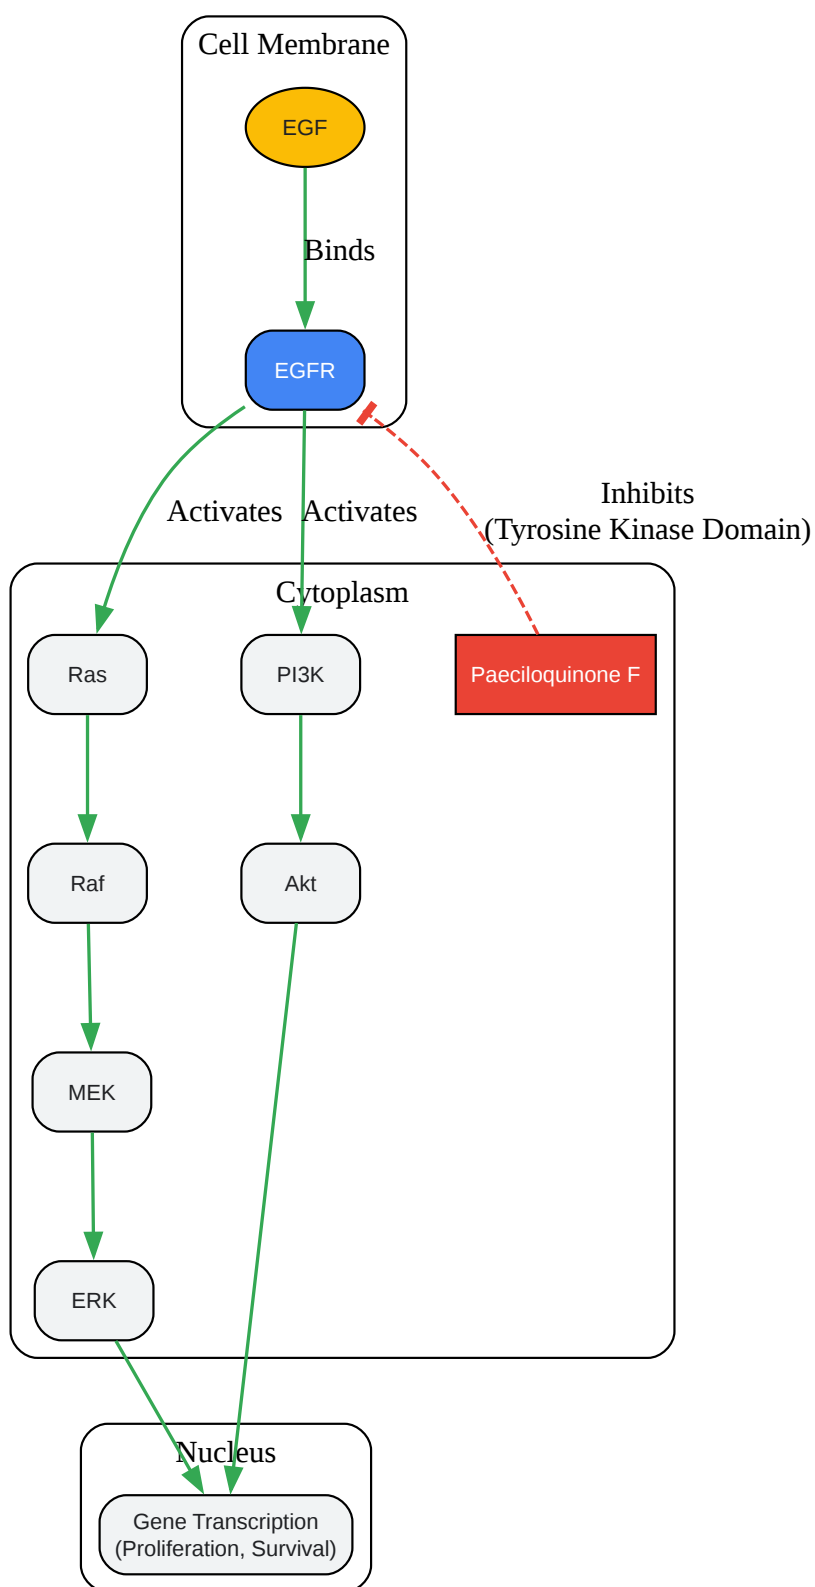 Cell Membrane
EGF
Binds
EGFR
Activates
Activates
Inhibits
(Tyrosine Kinase Domain)
Cytoplasm
Ras
PI3K
Paeciloquinone F
Raf
Akt
MEK
ERK
Nucleus
Gene Transcription
(Proliferation, Survival)